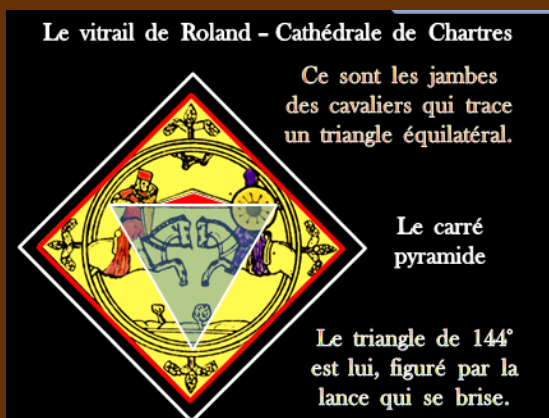 Le vitrail de Roland – Cathédrale de Chartres
Ce sont les jambes
des cavaliers qui trace
un triangle équilatéral.
Le carré
pyramide
Le triangle de 144°
est lui, figuré par la
lance qui se brise.